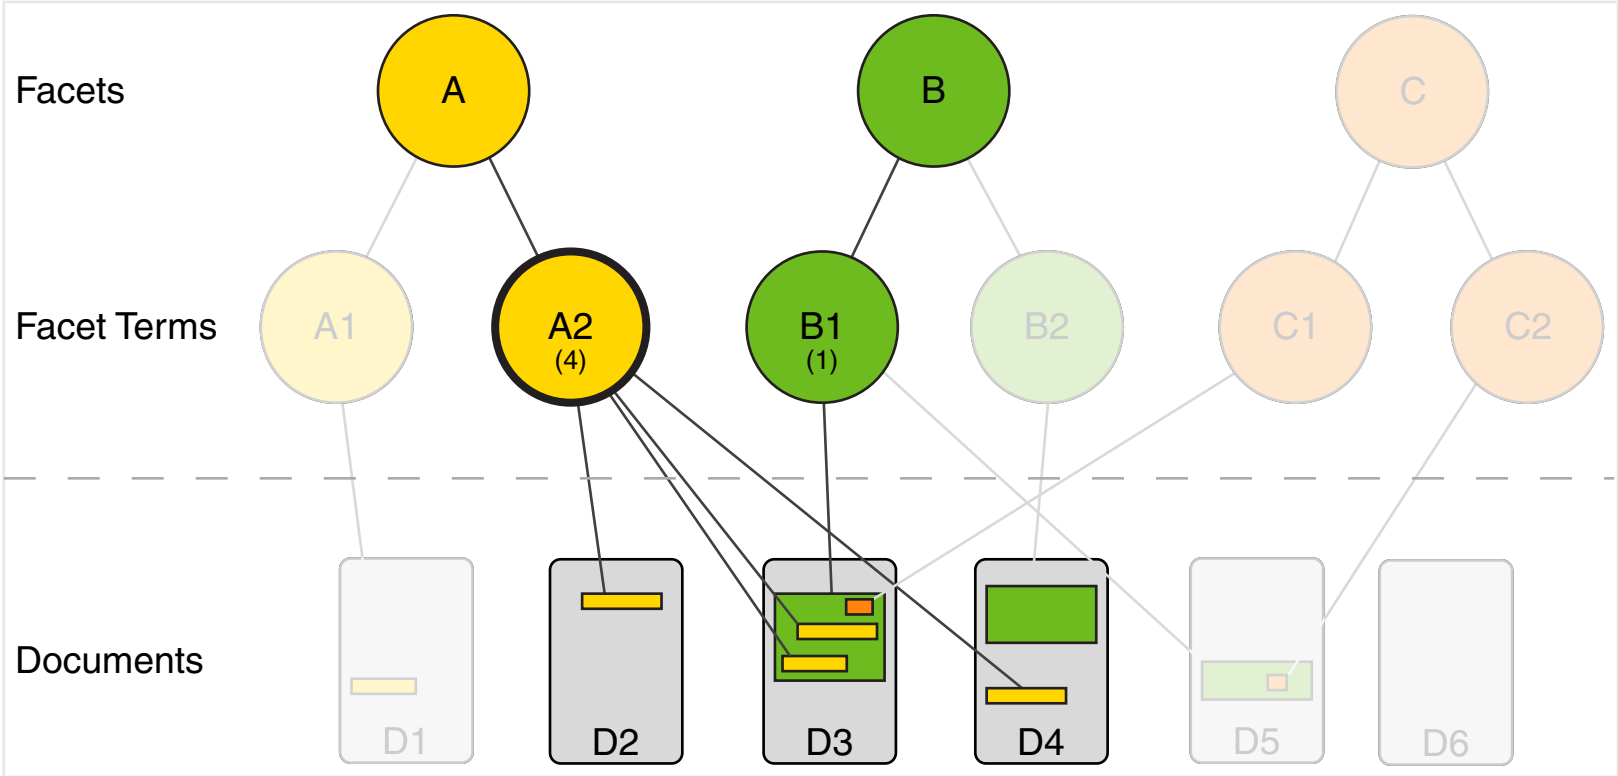 Facets
A
B
C
Facet Terms
A1
A2
(4)
B1
(1)
B2
C1
C2
Documents
D1
D2
D3
D4
D5
D6